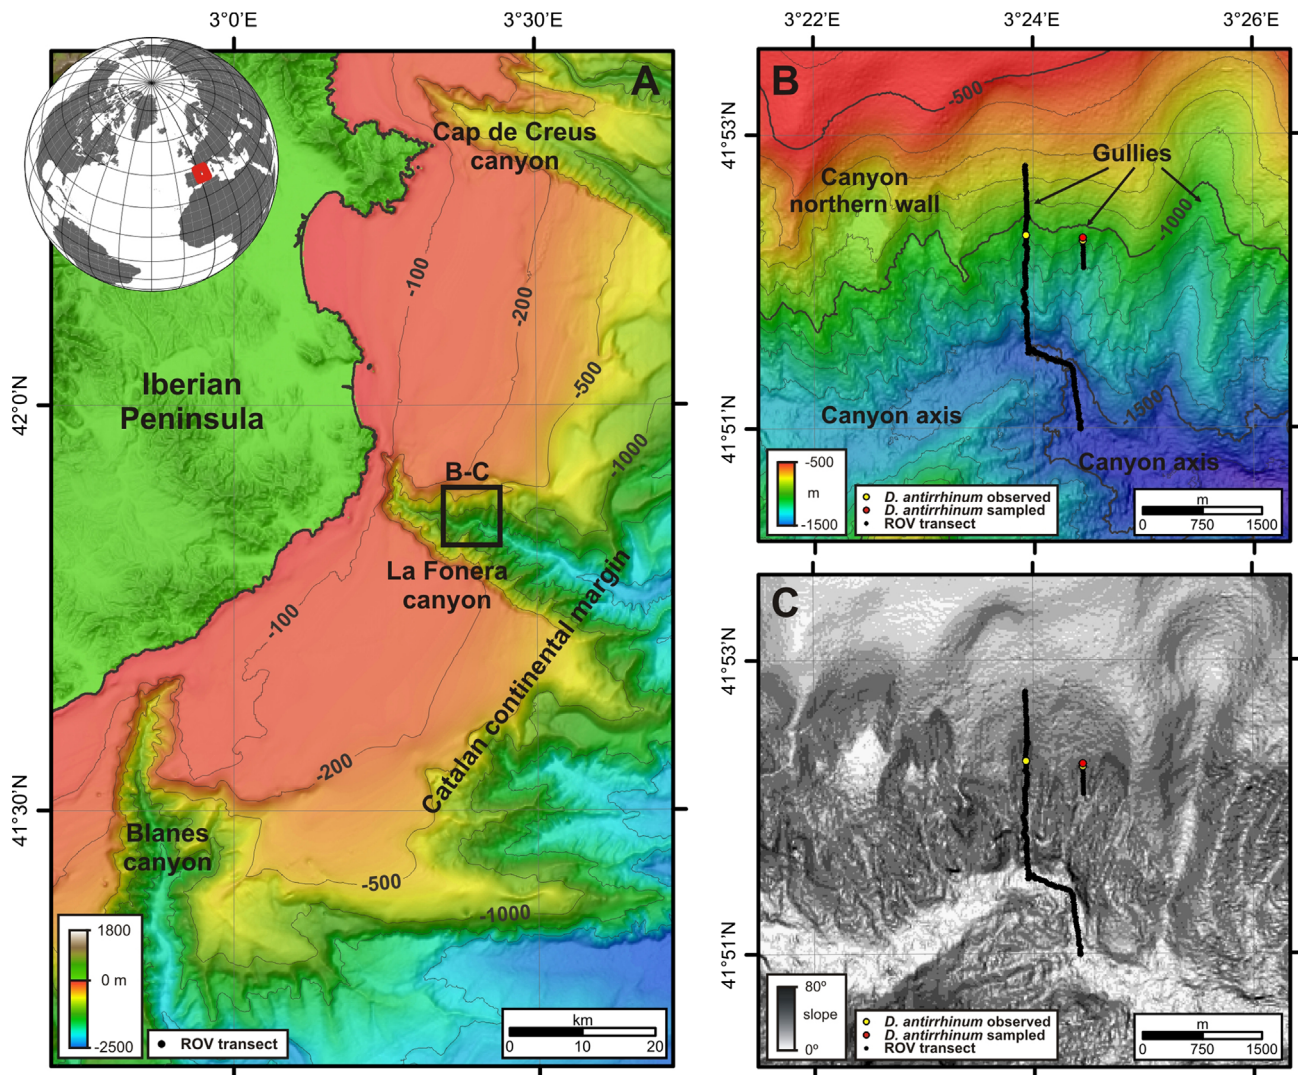 3°0'E
3°30'E
A
Cap de Creus
canyon
-100
-200
-500
-1000
Iberian
Peninsula
42°0'N
B-C
La Fonera
canyon
-100
Catalan continental margin
-200
41°30'N
Blanes
canyon
-500
-1000
1800
0 m
-2500
ROV transect
km
0 10 20
3°22'E
3°24'E
3°26'E
B
-500
41°53'N
Gullies
Canyon
northern wall
-1000
Canyon axis
-1500
41°51'N
Canyon axis
-500
m
-1500
D. antirrhinum observed
D. antirrhinum sampled
ROV transect
m
0 750 1500
C
41°53'N
41°51'N
80º
slope
0º
D. antirrhinum observed
D. antirrhinum sampled
ROV transect
m
0 750 1500